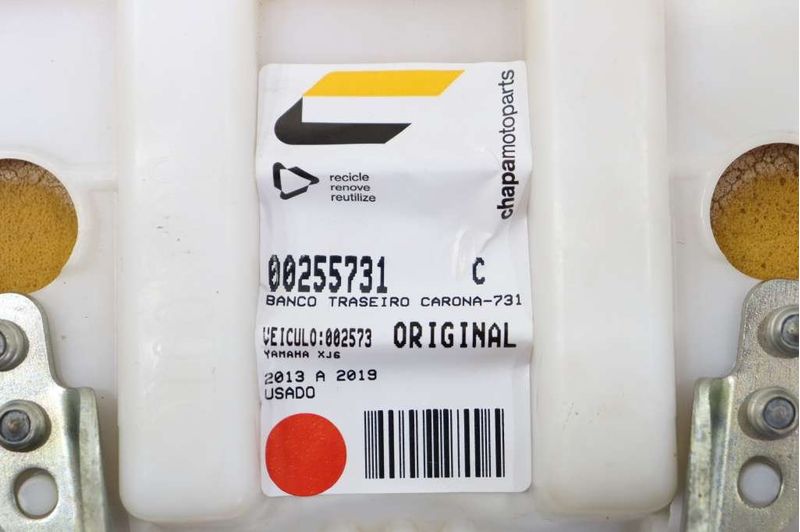 chapamotoparts
recicle
renove
reutilize
00255731 C
BANCO TRASEIRO CARONA-731
VEICULO:002573 ORIGINAL
YAMAHA XJ6
2013 A 2019
USADO